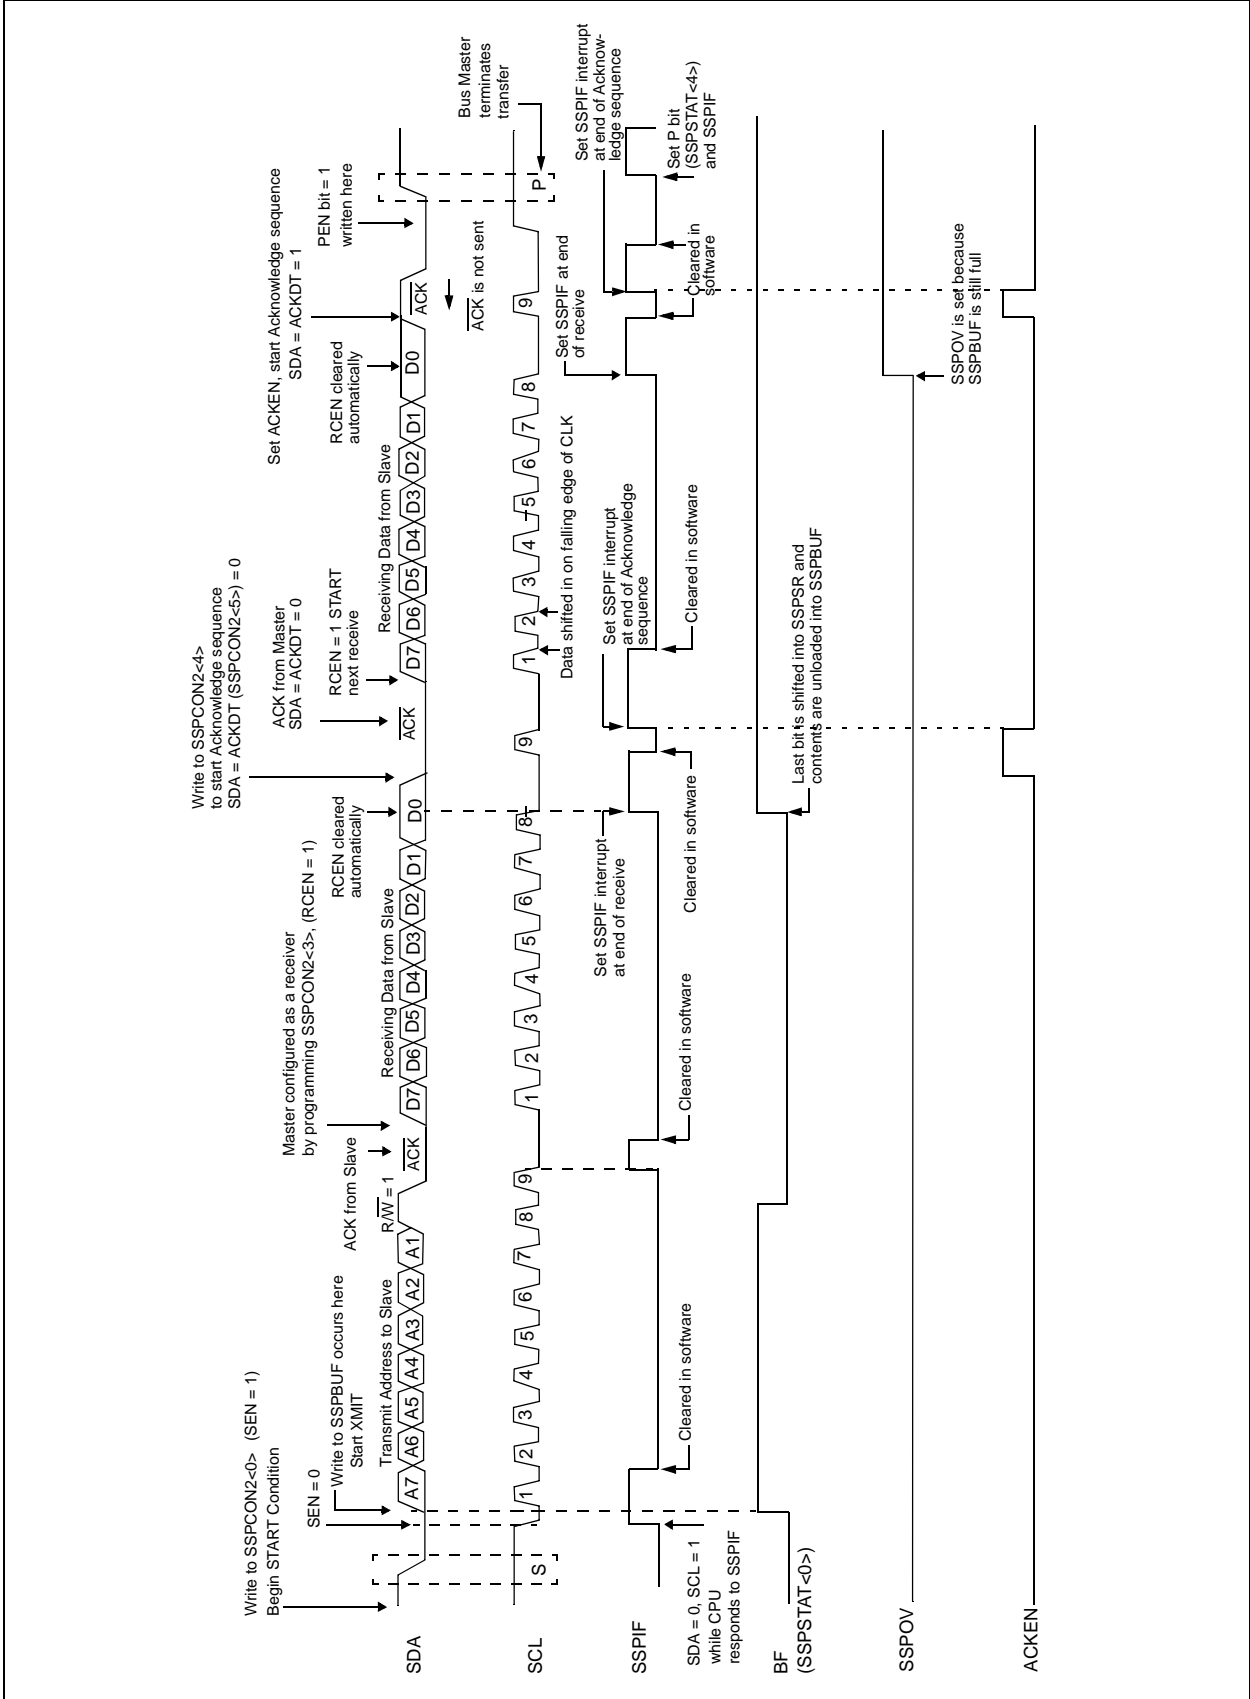 Write to SSPCON2<0> (SEN = 1)
Begin START Condition
SEN = 0
Write to SSPBUF occurs here
Start XMIT
Transmit Address to Slave
R/W = 1
ACK from Slave
Master configured as a receiver
by programming SSPCON2<3>, (RCEN = 1)
Receiving Data from Slave
RCEN cleared
automatically
Write to SSPCON2<4>
to start Acknowledge sequence
SDA = ACKDT (SSPCON2<5>) = 0
ACK from Master
SDA = ACKDT = 0
RCEN = 1 START
next receive
Receiving Data from Slave
RCEN cleared
automatically
Set ACKEN, start Acknowledge sequence
SDA = ACKDT = 1
PEN bit = 1
written here
SDA
A7 A6 A5 A4 A3 A2 A1 ACK D7 D6 D5 D4 D3 D2 D1 D0 ACK D7 D6 D5 D4 D3 D2 D1 D0 ACK
ACK is not sent
Bus Master
terminates
transfer
SCL
S 1 2 3 4 5 6 7 8 9 1 2 3 4 5 6 7 8 9 1 2 3 4 5 6 7 8 9 P
Data shifted in on falling edge of CLK
Set SSPIF interrupt
at end of receive
Set SSPIF interrupt
at end of Acknowledge
sequence
Set SSPIF at end
of receive
Set SSPIF interrupt
at end of Acknow-
ledge sequence
SSPIF
SDA = 0, SCL = 1
while CPU
responds to SSPIF
Cleared in software
Cleared in software
Cleared in software
Cleared in software
Cleared in
software
Set P bit
(SSPSTAT<4>)
and SSPIF
BF
(SSPSTAT<0>)
Last bit is shifted into SSPSR and
contents are unloaded into SSPBUF
SSPOV
SSPOV is set because
SSPBUF is still full
ACKEN